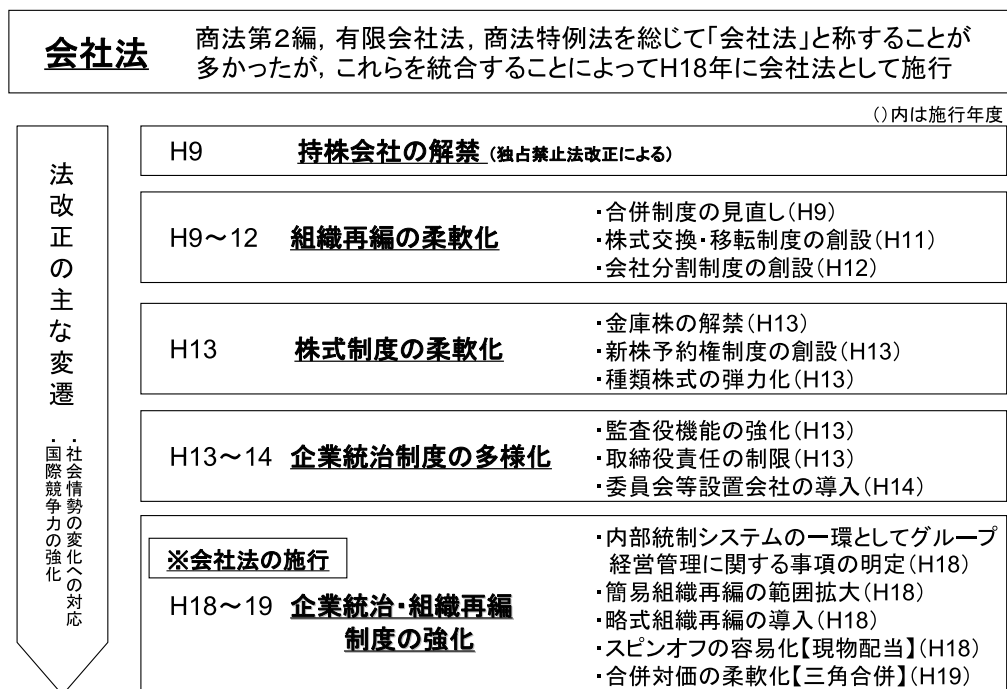 会社法
商法第2編，有限会社法，商法特例法を総じて「会社法」と称することが
多かったが，これらを統合することによってH18年に会社法として施行
（）内は施行年度
法改正の主な変遷
・社会情勢の変化への対応
・国際競争力の強化
H9 持株会社の解禁（独占禁止法改正による）
H9～12 組織再編の柔軟化
・合併制度の見直し（H9）
・株式交換・移転制度の創設（H11）
・会社分割制度の創設（H12）
H13 株式制度の柔軟化
・金庫株の解禁（H13）
・新株予約権制度の創設（H13）
・種類株式の弾力化（H13）
H13～14 企業統治制度の多様化
・監査役機能の強化（H13）
・取締役責任の制限（H13）
・委員会等設置会社の導入（H14）
※会社法の施行
H18～19 企業統治・組織再編
制度の強化
・内部統制システムの一環としてグループ
経営管理に関する事項の明定（H18）
・簡易組織再編の範囲拡大（H18）
・略式組織再編の導入（H18）
・スピンオフの容易化【現物配当】（H18）
・合併対価の柔軟化【三角合併】（H19）